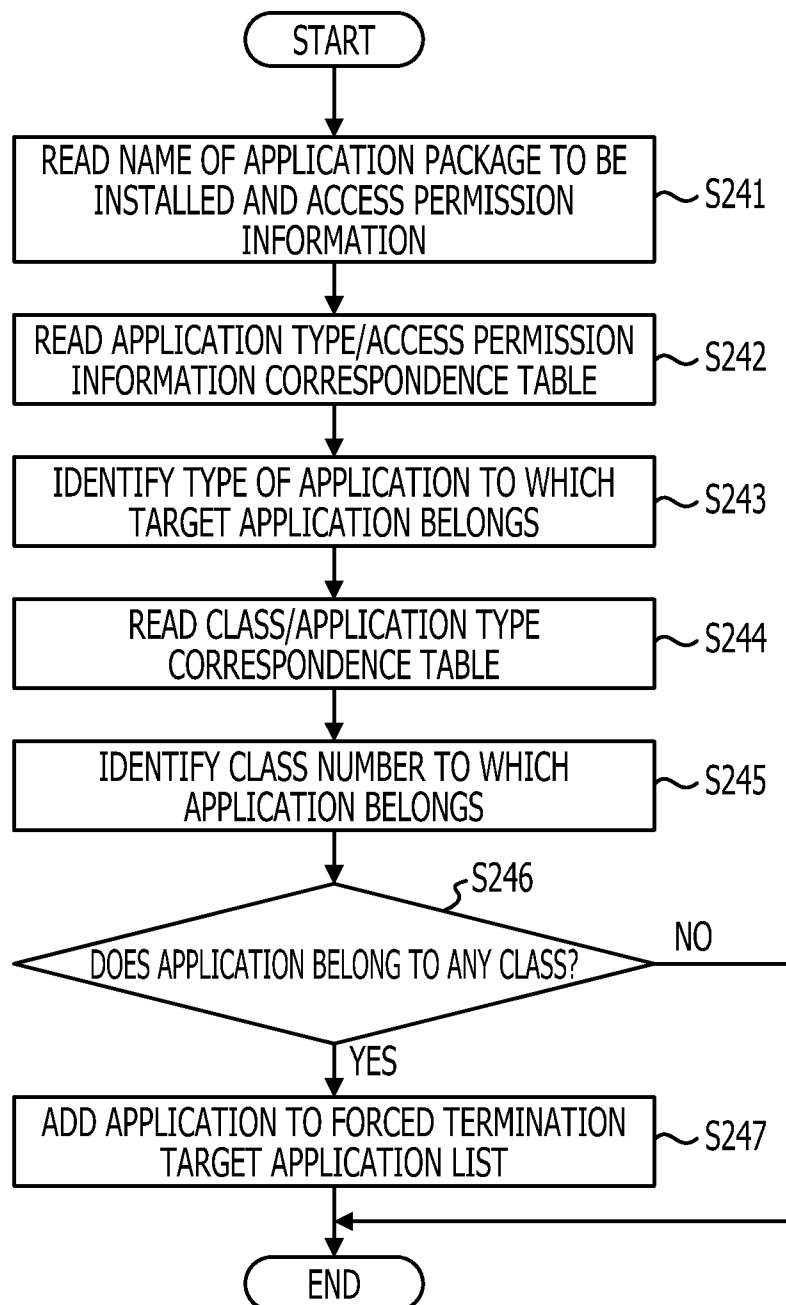 START
READ NAME OF APPLICATION PACKAGE TO BE
INSTALLED AND ACCESS PERMISSION
INFORMATION
S241
READ APPLICATION TYPE/ACCESS PERMISSION
INFORMATION CORRESPONDENCE TABLE
S242
IDENTIFY TYPE OF APPLICATION TO WHICH
TARGET APPLICATION BELONGS
S243
READ CLASS/APPLICATION TYPE
CORRESPONDENCE TABLE
S244
IDENTIFY CLASS NUMBER TO WHICH
APPLICATION BELONGS
S245
S246
DOES APPLICATION BELONG TO ANY CLASS?
NO
YES
ADD APPLICATION TO FORCED TERMINATION
TARGET APPLICATION LIST
S247
END